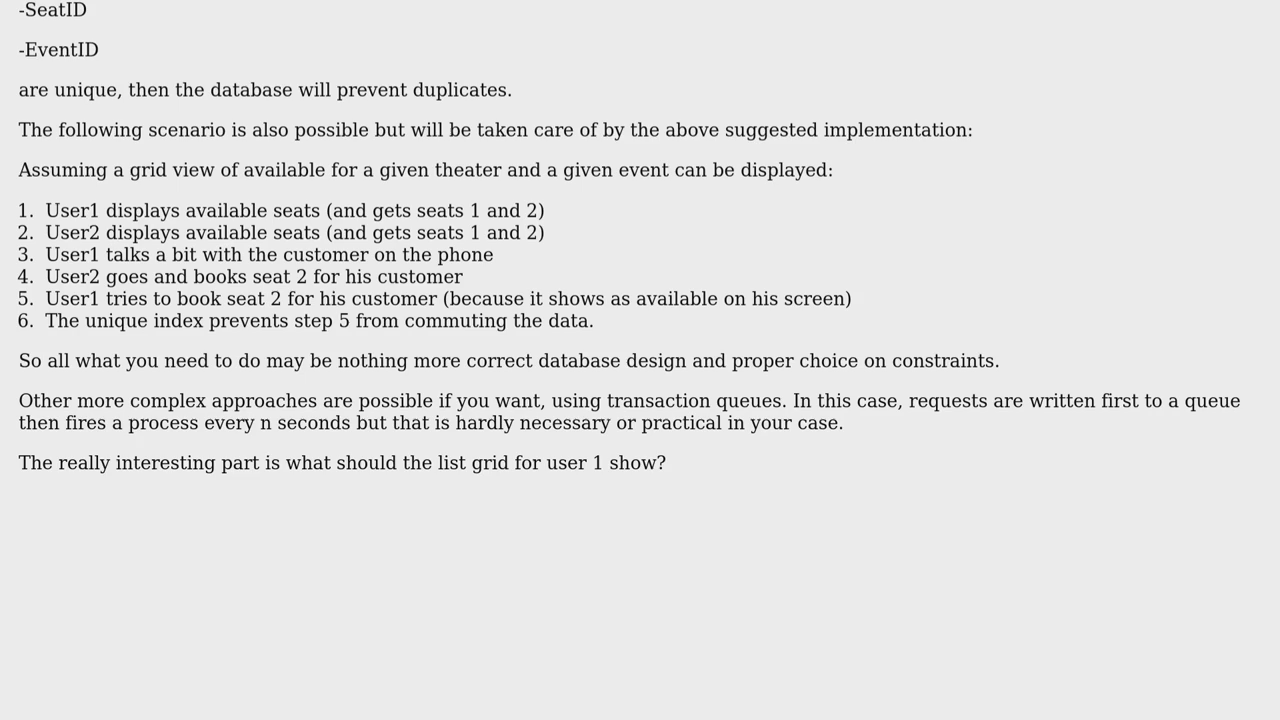 -SeatID
-EventID
are unique, then the database will prevent duplicates.
The following scenario is also possible but will be taken care of by the above suggested implementation:
Assuming a grid view of available for a given theater and a given event can be displayed:
1. User1 displays available seats (and gets seats 1 and 2)
2. User2 displays available seats (and gets seats 1 and 2)
3. User1 talks a bit with the customer on the phone
4. User2 goes and books seat 2 for his customer
5. User1 tries to book seat 2 for his customer (because it shows as available on his screen)
6. The unique index prevents step 5 from commuting the data.
So all what you need to do may be nothing more correct database design and proper choice on constraints.
Other more complex approaches are possible if you want, using transaction queues. In this case, requests are written first to a queue
then fires a process every n seconds but that is hardly necessary or practical in your case.
The really interesting part is what should the list grid for user 1 show?